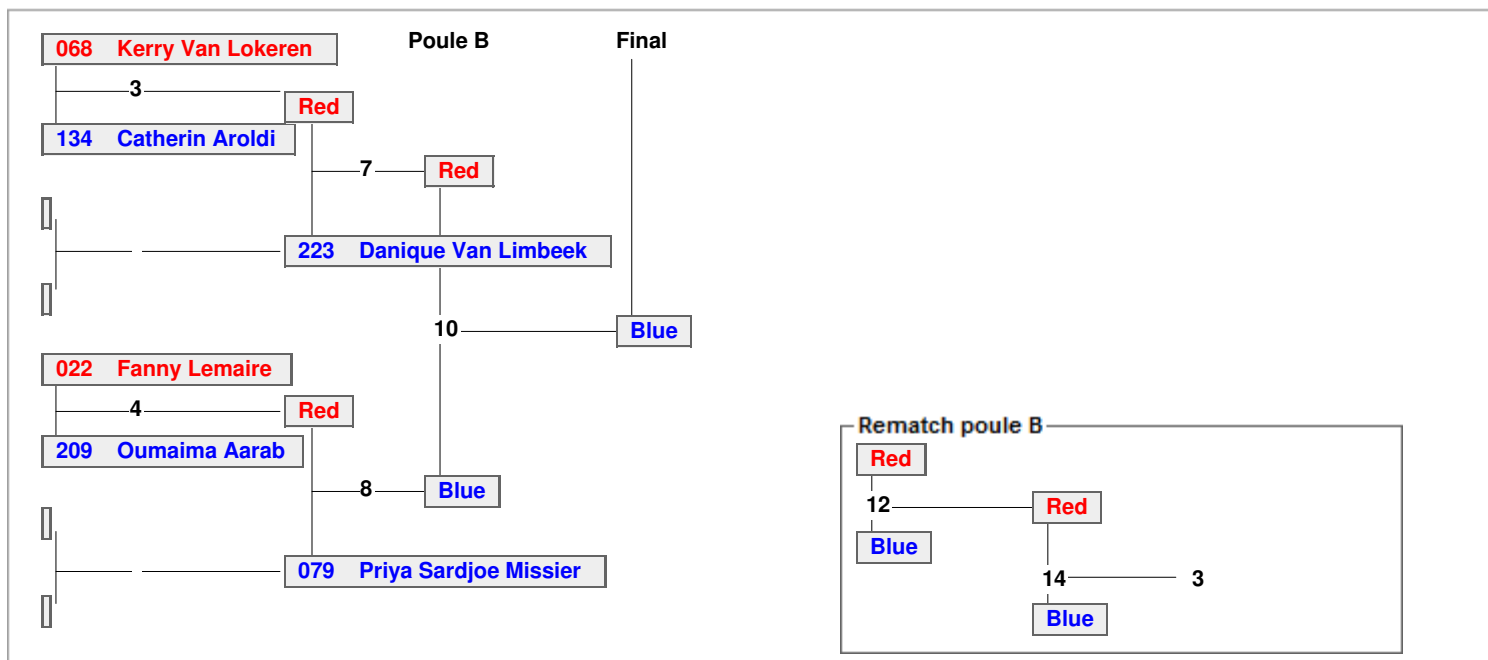 068 Kerry Van Lokeren Poule B Final
3
Red
134 Catherin Aroldi
7 Red
223 Danique Van Limbeek
10 Blue
022 Fanny Lemaire
4 Red
209 Oumaima Aarab
8 Blue
079 Priya Sardjoe Missier
Rematch poule B
Red
12 Red
Blue
14 3
Blue